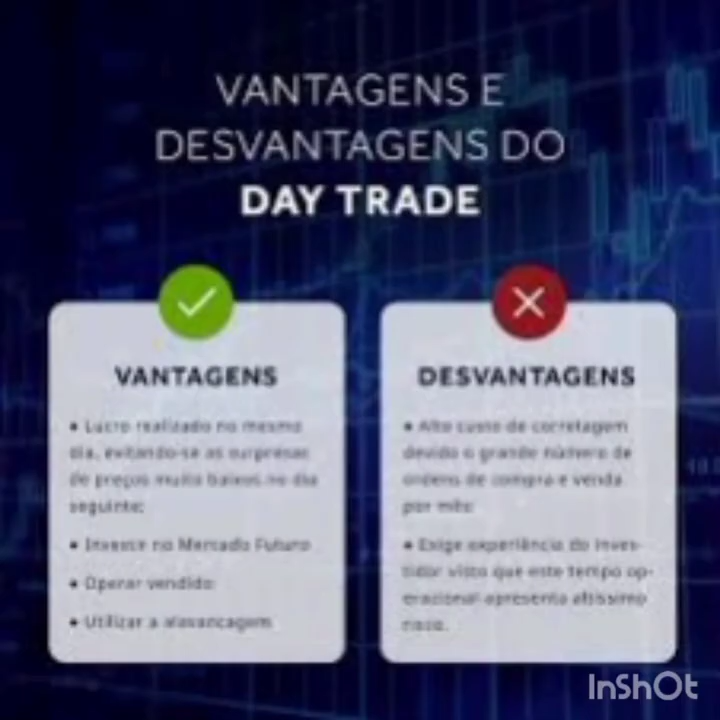 VANTAGENS E
DESVANTAGENS DO
DAY TRADE
VANTAGENS
• Lucro realizado no mesmo
dia, evitando-se as surpresas
de preços muito baixos no dia
seguinte;
• Investir no Mercado Futuro
• Operar vendido
• Utilizar a alavancagem
DESVANTAGENS
• Alto custo de corretagem
devido o grande número de
ordens de compra e venda
por mês
• Exige experiência do inves-
tidor visto que este tempo op-
eracional apresenta altíssimo
risco.
InShOt